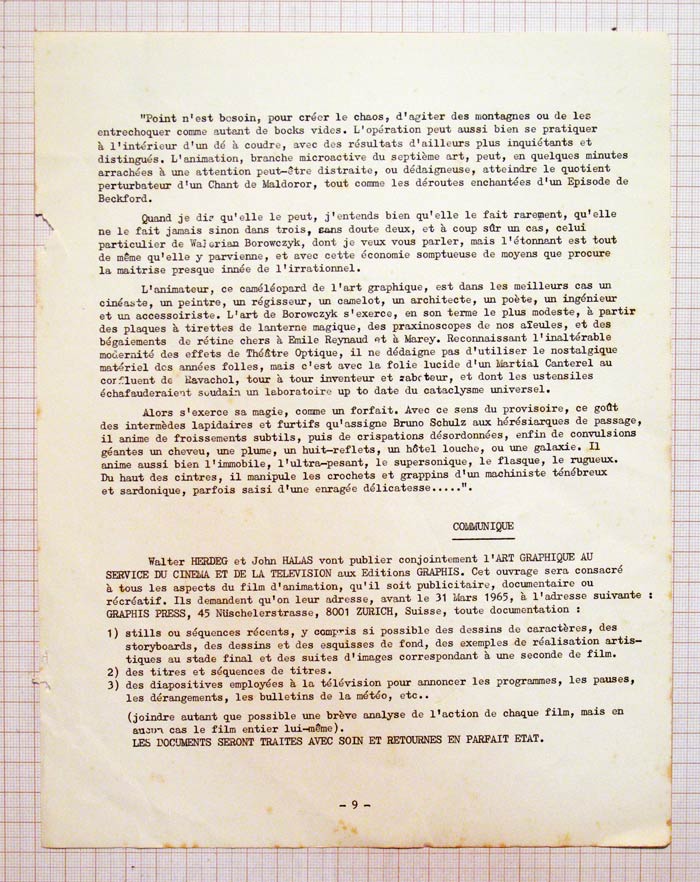 "Point n'est besoin, pour créer le chaos, d'agiter des montagnes ou de les
entrechoquer comme autant de bocks vides. L'opération peut aussi bien se pratiquer
à l'intérieur d'un dé à coudre, avec des résultats d'ailleurs plus inquiétants et
distingués. L'animation, branche microactive du septième art, peut, en quelques minutes
arrachées à une attention peut-être distraite, ou dédaigneuse, atteindre le quotient
perturbateur d'un Chant de Maldoror, tout comme les déroutes enchantées d'un Episode de
Beckford.
Quand je dis qu'elle le peut, j'entends bien qu'elle le fait rarement, qu'elle
ne le fait jamais sinon dans trois, sans doute deux, et à coup sûr un cas, celui
particulier de Walerian Borowczyk, dont je veux vous parler, mais l'étonnant est tout
de même qu'elle y parvienne, et avec cette économie somptueuse de moyens que procure
la maitrise presque innée de l'irrationnel.
L'animateur, ce caméléopard de l'art graphique, est dans les meilleurs cas un
cinéaste, un peintre, un régisseur, un camelot, un architecte, un poète, un ingénieur
et un accessoiriste. L'art de Borowczyk s'exerce, en son terme le plus modeste, à partir
des plaques à tirettes de lanterne magique, des praxinoscopes de nos aïeules, et des
bégaiements de rétine chers à Emile Reynaud et à Marey. Reconnaissant l'inaltérable
modernité des effets de Théâtre Optique, il ne dédaigne pas d'utiliser le nostalgique
matériel des années folles, mais c'est avec la folie lucide d'un Martial Canterel au
confluent de Ravachol, tour à tour inventeur et saboteur, et dont les ustensiles
échafauderaient soudain un laboratoire up to date du cataclysme universel.
Alors s'exerce sa magie, comme un forfait. Avec ce sens du provisoire, ce goût
des intermèdes lapidaires et furtifs qu'assigne Bruno Schulz aux hérésiarques de passage,
il anime de froissements subtils, puis de crispations désordonnées, enfin de convulsions
géantes un cheveu, une plume, un huit-reflets, un hôtel louche, ou une galaxie. Il
anime aussi bien l'immobile, l'ultra-pesant, le supersonique, le flasque, le rugueux.
Du haut des cintres, il manipule les crochets et grappins d'un machiniste ténébreux
et sardonique, parfois saisi d'une enragée délicatesse.....".
COMMUNIQUE
Walter HERDEG et John HALAS vont publier conjointement l'ART GRAPHIQUE AU
SERVICE DU CINEMA ET DE LA TELEVISION aux Editions GRAPHIS. Cet ouvrage sera consacré
à tous les aspects du film d'animation, qu'il soit publicitaire, documentaire ou
récréatif. Ils demandent qu'on leur adresse, avant le 31 Mars 1965, à l'adresse suivante :
GRAPHIS PRESS, 45 Nüschelerstrasse, 8001 ZURICH, Suisse, toute documentation :
1) stills ou séquences récents, y compris si possible des dessins de caractères, des
storyboards, des dessins et des esquisses de fond, des exemples de réalisation artis-
tiques au stade final et des suites d'images correspondant à une seconde de film.
2) des titres et séquences de titres.
3) des diapositives employées à la télévision pour annoncer les programmes, les pauses,
les dérangements, les bulletins de la météo, etc..
(joindre autant que possible une brève analyse de l'action de chaque film, mais en
aucun cas le film entier lui-même).
LES DOCUMENTS SERONT TRAITES AVEC SOIN ET RETOURNES EN PARFAIT ETAT.
- 9 -